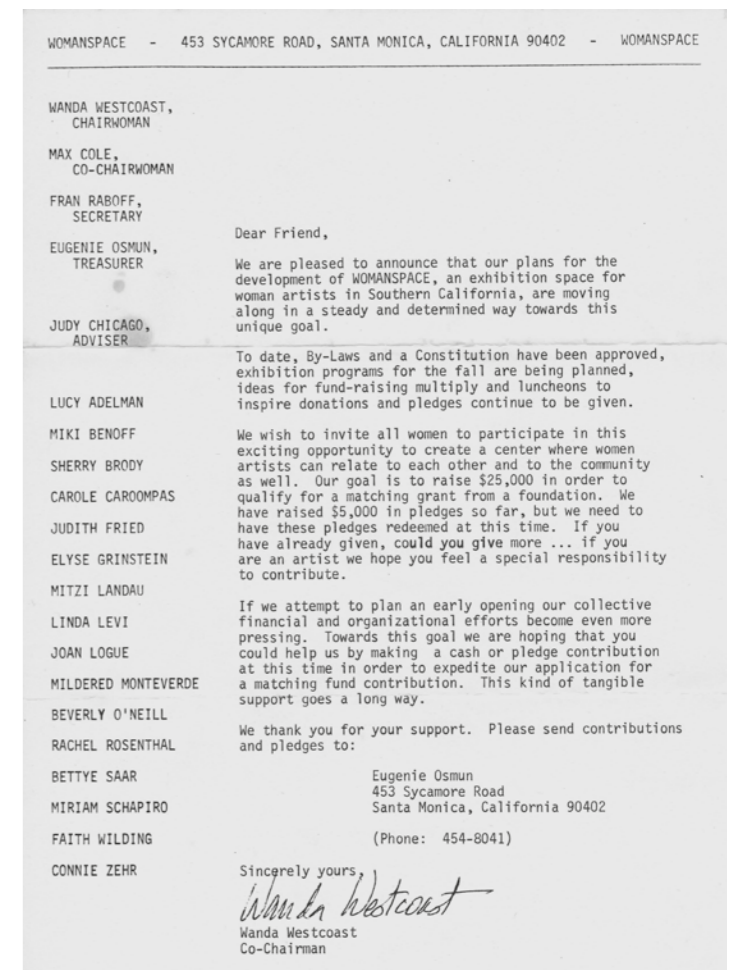 WOMANSPACE - 453 SYCAMORE ROAD, SANTA MONICA, CALIFORNIA 90402 - WOMANSPACE
WANDA WESTCOAST,
CHAIRWOMAN
MAX COLE,
CO-CHAIRWOMAN
FRAN RABOFF,
SECRETARY
EUGENIE OSMUN,
TREASURER
JUDY CHICAGO,
ADVISER
LUCY ADELMAN
MIKI BENOFF
SHERRY BRODY
CAROLE CAROOMPAS
JUDITH FRIED
ELYSE GRINSTEIN
MITZI LANDAU
LINDA LEVI
JOAN LOGUE
MILDERED MONTEVERDE
BEVERLY O'NEILL
RACHEL ROSENTHAL
BETTYE SAAR
MIRIAM SCHAPIRO
FAITH WILDING
CONNIE ZEHR
Dear Friend,
We are pleased to announce that our plans for the
development of WOMANSPACE, an exhibition space for
woman artists in Southern California, are moving
along in a steady and determined way towards this
unique goal.
To date, By-Laws and a Constitution have been approved,
exhibition programs for the fall are being planned,
ideas for fund-raising multiply and luncheons to
inspire donations and pledges continue to be given.
We wish to invite all women to participate in this
exciting opportunity to create a center where women
artists can relate to each other and to the community
as well. Our goal is to raise $25,000 in order to
qualify for a matching grant from a foundation. We
have raised $5,000 in pledges so far, but we need to
have these pledges redeemed at this time. If you
have already given, could you give more ... if you
are an artist we hope you feel a special responsibility
to contribute.
If we attempt to plan an early opening our collective
financial and organizational efforts become even more
pressing. Towards this goal we are hoping that you
could help us by making a cash or pledge contribution
at this time in order to expedite our application for
a matching fund contribution. This kind of tangible
support goes a long way.
We thank you for your support. Please send contributions
and pledges to:
Eugenie Osmun
453 Sycamore Road
Santa Monica, California 90402
(Phone: 454-8041)
Sincerely yours,
Wanda Westcoast
Wanda Westcoast
Co-Chairman